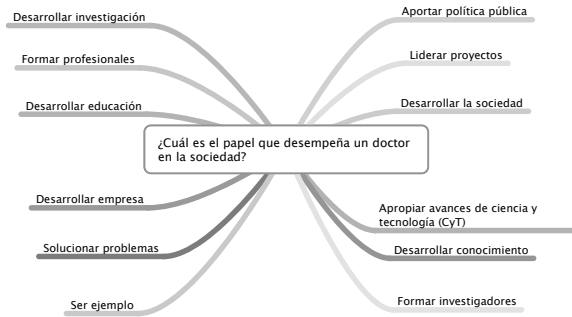 Desarrollar investigación
Formar profesionales
Desarrollar educación
Aportar política pública
Liderar proyectos
Desarrollar la sociedad
¿Cuál es el papel que desempeña un doctor
en la sociedad?
Desarrollar empresa
Solucionar problemas
Ser ejemplo
Apropiar avances de ciencia y
tecnología (CyT)
Desarrollar conocimiento
Formar investigadores